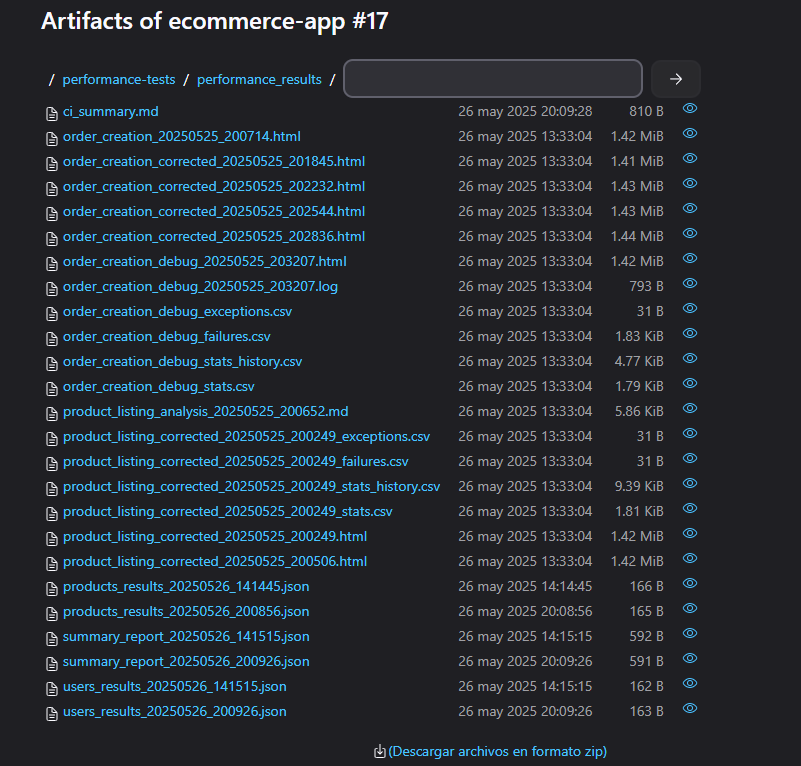 Artifacts of ecommerce-app #17
/ performance-tests / performance_results /
ci_summary.md 26 may 2025 20:09:28 810 B
order_creation_20250525_200714.html 26 may 2025 13:33:04 1.42 MiB
order_creation_corrected_20250525_201845.html 26 may 2025 13:33:04 1.41 MiB
order_creation_corrected_20250525_202232.html 26 may 2025 13:33:04 1.43 MiB
order_creation_corrected_20250525_202544.html 26 may 2025 13:33:04 1.43 MiB
order_creation_corrected_20250525_202836.html 26 may 2025 13:33:04 1.44 MiB
order_creation_debug_20250525_203207.html 26 may 2025 13:33:04 1.42 MiB
order_creation_debug_20250525_203207.log 26 may 2025 13:33:04 793 B
order_creation_debug_exceptions.csv 26 may 2025 13:33:04 31 B
order_creation_debug_failures.csv 26 may 2025 13:33:04 1.83 KiB
order_creation_debug_stats_history.csv 26 may 2025 13:33:04 4.77 KiB
order_creation_debug_stats.csv 26 may 2025 13:33:04 1.79 KiB
product_listing_analysis_20250525_200652.md 26 may 2025 13:33:04 5.86 KiB
product_listing_corrected_20250525_200249_exceptions.csv 26 may 2025 13:33:04 31 B
product_listing_corrected_20250525_200249_failures.csv 26 may 2025 13:33:04 31 B
product_listing_corrected_20250525_200249_stats_history.csv 26 may 2025 13:33:04 9.39 KiB
product_listing_corrected_20250525_200249_stats.csv 26 may 2025 13:33:04 1.81 KiB
product_listing_corrected_20250525_200249.html 26 may 2025 13:33:04 1.42 MiB
product_listing_corrected_20250525_200506.html 26 may 2025 13:33:04 1.42 MiB
products_results_20250526_141445.json 26 may 2025 14:14:45 166 B
products_results_20250526_200856.json 26 may 2025 20:08:56 165 B
summary_report_20250526_141515.json 26 may 2025 14:15:15 592 B
summary_report_20250526_200926.json 26 may 2025 20:09:26 591 B
users_results_20250526_141515.json 26 may 2025 14:15:15 162 B
users_results_20250526_200926.json 26 may 2025 20:09:26 163 B
(Descargar archivos en formato zip)